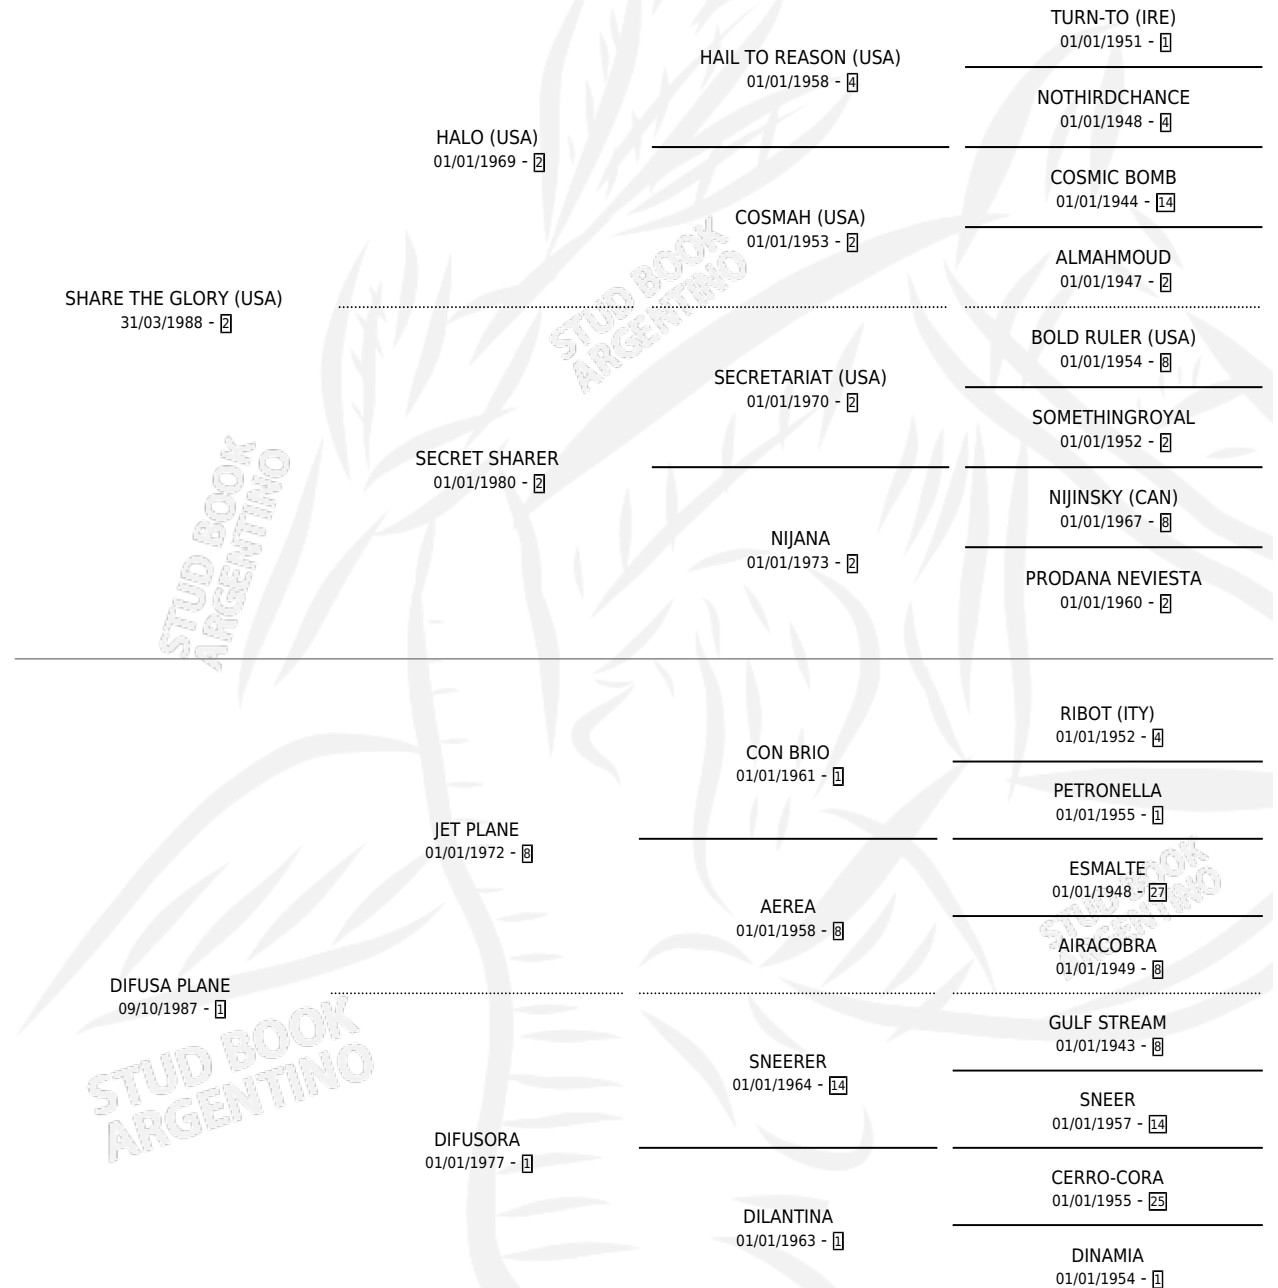 TURN-TO (IRE)
01/01/1951 - 1
HAIL TO REASON (USA)
01/01/1958 - 4
NOTHIRDCHANCE
01/01/1948 - 4
HALO (USA)
01/01/1969 - 2
COSMIC BOMB
01/01/1944 - 14
COSMAH (USA)
01/01/1953 - 2
ALMAHMOUD
01/01/1947 - 2
SHARE THE GLORY (USA)
31/03/1988 - 2
STUD BOOK
ARGENTINO
BOLD RULER (USA)
01/01/1954 - 8
SECRETARIAT (USA)
01/01/1970 - 2
SOMETHINGROYAL
01/01/1952 - 2
SECRET SHARER
01/01/1980 - 2
NIJINSKY (CAN)
01/01/1967 - 8
NIJANA
01/01/1973 - 2
PRODANA NEVIESTA
01/01/1960 - 2
STUD BOOK
ARGENTINO
RIBOT (ITY)
01/01/1952 - 4
CON BRIO
01/01/1961 - 1
PETRONELLA
01/01/1955 - 1
JET PLANE
01/01/1972 - 8
ESMALTE
01/01/1948 - 27
AEREA
01/01/1958 - 8
STUD BOOK
ARGENTINO
AIRACOBRA
01/01/1949 - 8
DIFUSA PLANE
09/10/1987 - 1
GULF STREAM
01/01/1943 - 8
STUD BOOK
ARGENTINO
SNEERER
01/01/1964 - 14
SNEER
01/01/1957 - 14
DIFUSORA
01/01/1977 - 1
CERRO-CORA
01/01/1955 - 25
DILANTINA
01/01/1963 - 1
DINAMIA
01/01/1954 - 1